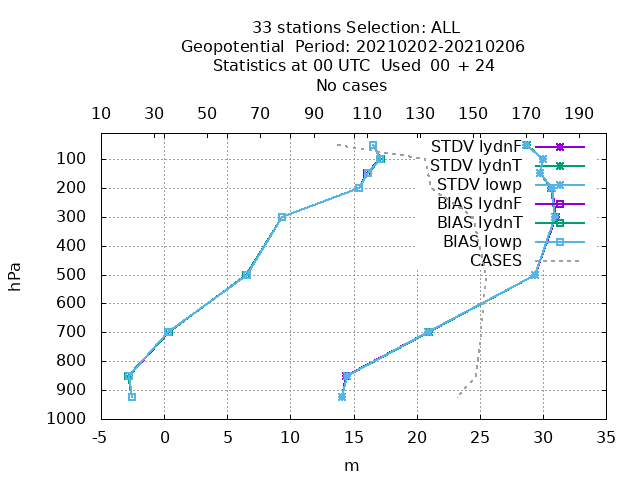 33 stations Selection: ALL
Geopotential  Period: 20210202-20210206
Statistics at 00 UTC  Used  00 + 24
No cases
10 30 50 70 90 110 130 150 170 190
STDV lydnF
100
STDV lydnT
STDV lowp
200
BIAS lydnF
300
BIAS lydnT
BIAS lowp
400
CASES
hPa
500
600
700
800
900
1000
-5 0 5 10 15 20 25 30 35
m